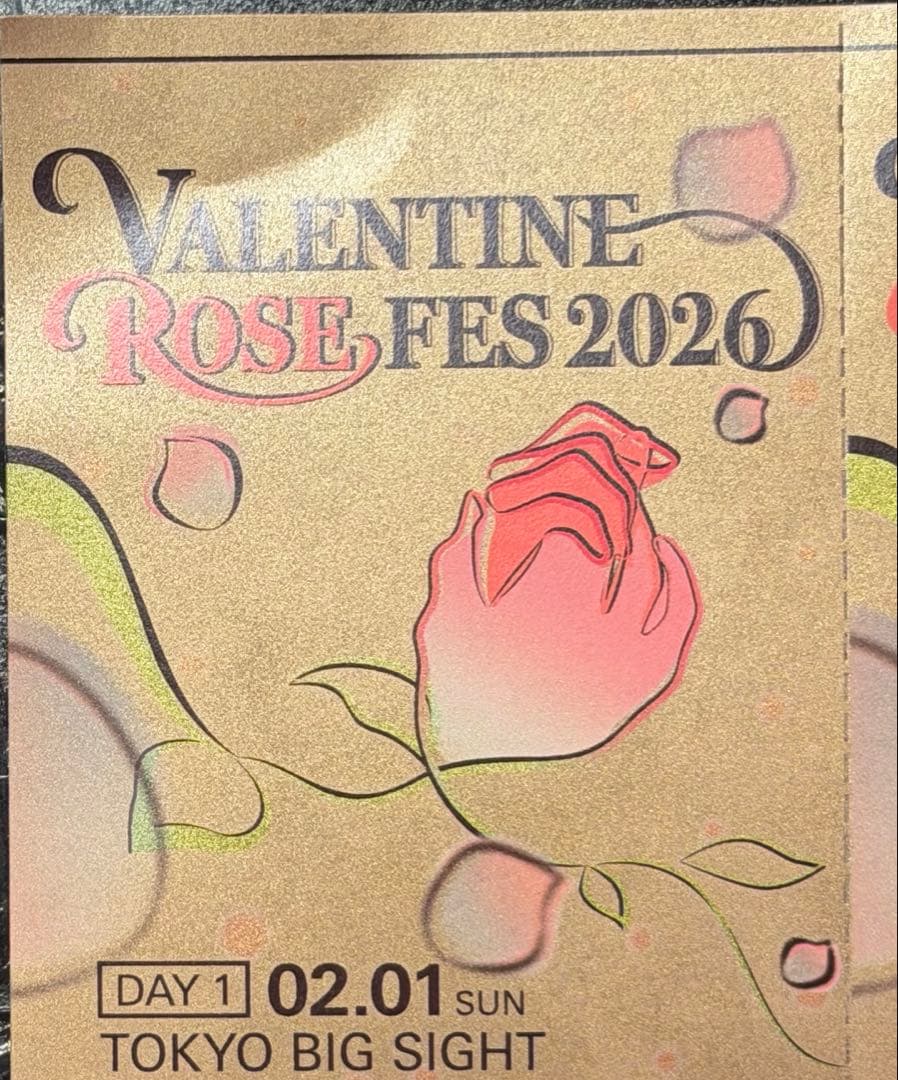 VALENTINE
ROSE FES 2026
DAY 1 02.01 SUN
TOKYO BIG SIGHT